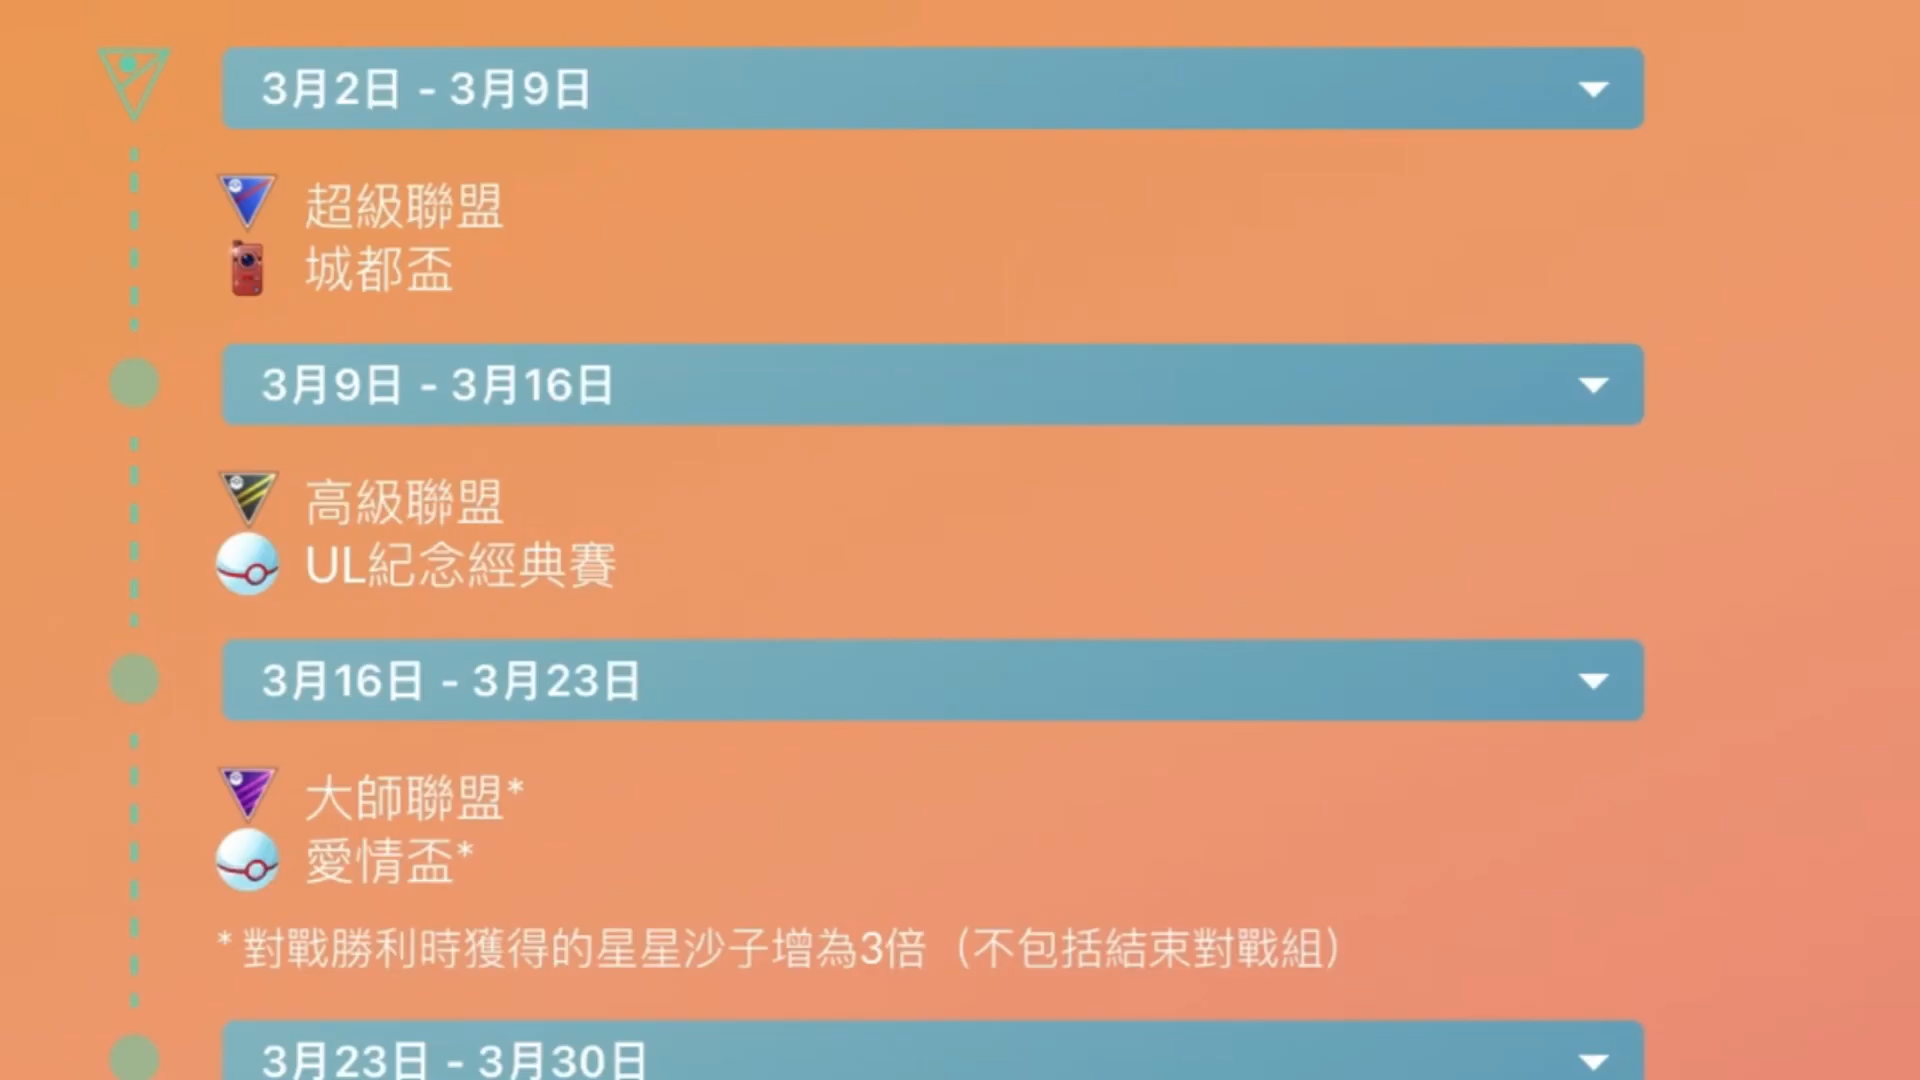 3月2日 - 3月9日
超級聯盟
城都盃
3月9日 - 3月16日
高級聯盟
UL紀念經典賽
3月16日 - 3月23日
大師聯盟*
愛情盃*
*對戰勝利時獲得的星星沙子增為3倍（不包括結束對戰組）
3月23日 - 3月30日